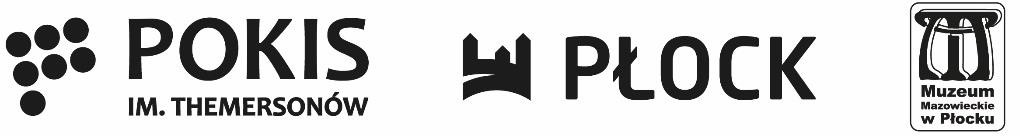 POKIS
IM. THEMERSONÓW
PŁOCK
Muzeum
Mazowieckie
w Płocku